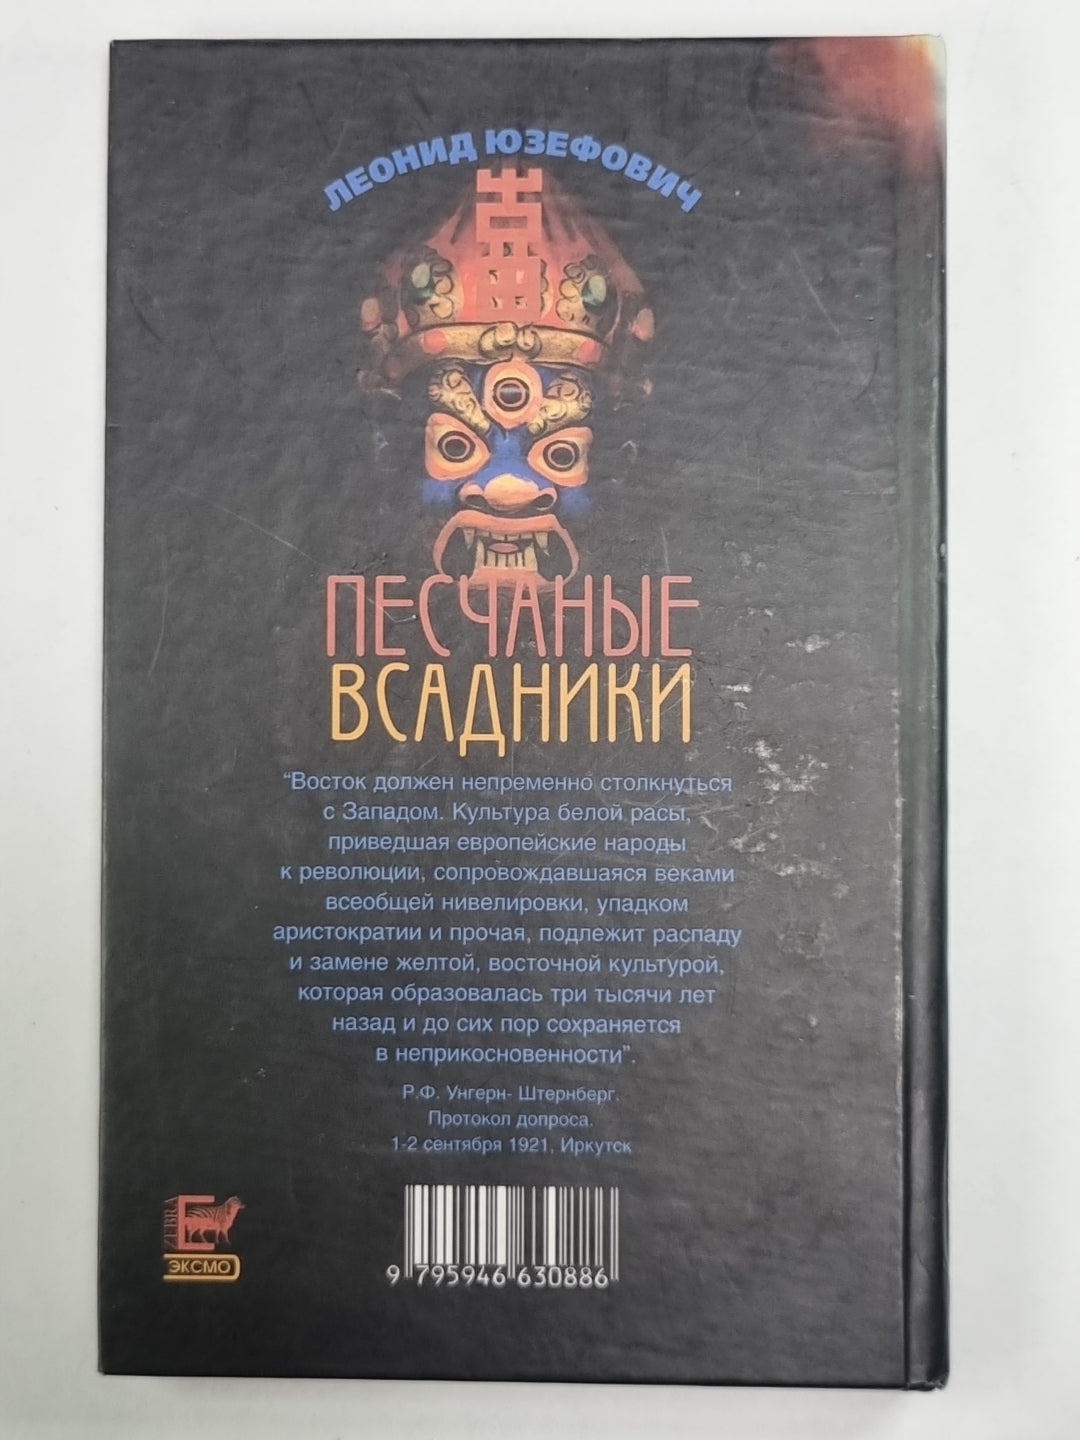 ЛЕОНИД ЮЗЕФОВИЧ
ПЕСЧАНЫЕ
ВСАДНИКИ
“Восток должен непременно столкнуться
с Западом. Культура белой расы,
приведшая европейские народы
к революции, сопровождавшаяся веками
всеобщей нивелировки, упадком
аристократии и прочая, подлежит распаду
и замене желтой, восточной культурой,
которая образовалась три тысячи лет
назад и до сих пор сохраняется
в неприкосновенности”.
Р.Ф. Унгерн- Штернберг.
Протокол допроса.
1-2 сентября 1921, Иркутск
ZEBRA E
ЭКСМО
9 795946 630886